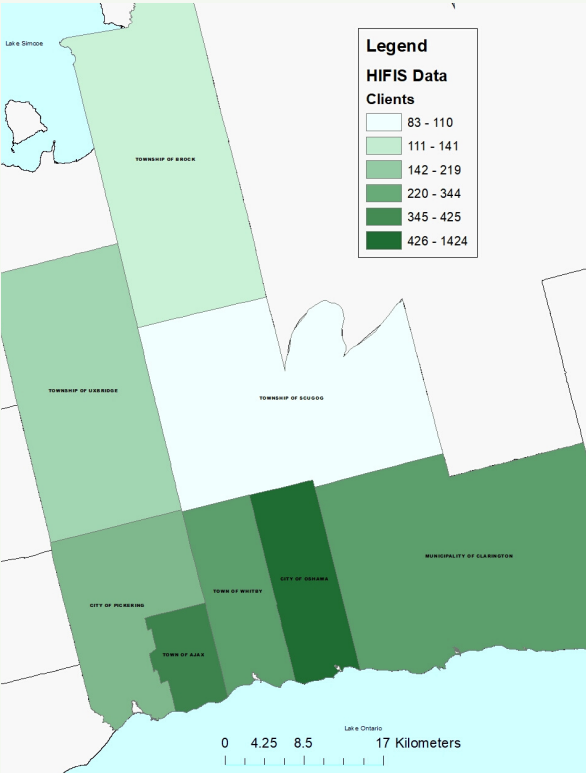 Lake Simcoe
Legend
HIFIS Data
Clients
83 - 110
111 - 141
142 - 219
220 - 344
345 - 425
426 - 1424
TOWNSHIP OF BROCK
TOWNSHIP OF UXBRIDGE
TOWNSHIP OF SCUGOG
MUNICIPALITY OF CLARINGTON
CITY OF OSHAWA
TOWN OF WHITBY
CITY OF PICKERING
TOWN OF AJAX
Lake Ontario
0 4.25 8.5 17 Kilometers